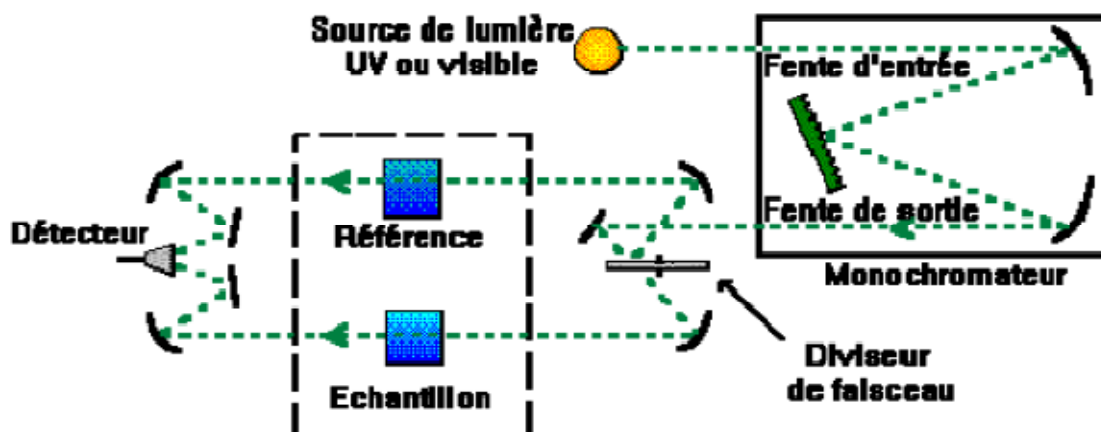 Source de lumière
UV ou visible
Fente d'entrée
Fente de sortie
Monochromateur
Détecteur
Référence
Echantillon
Diviseur
de faisceau